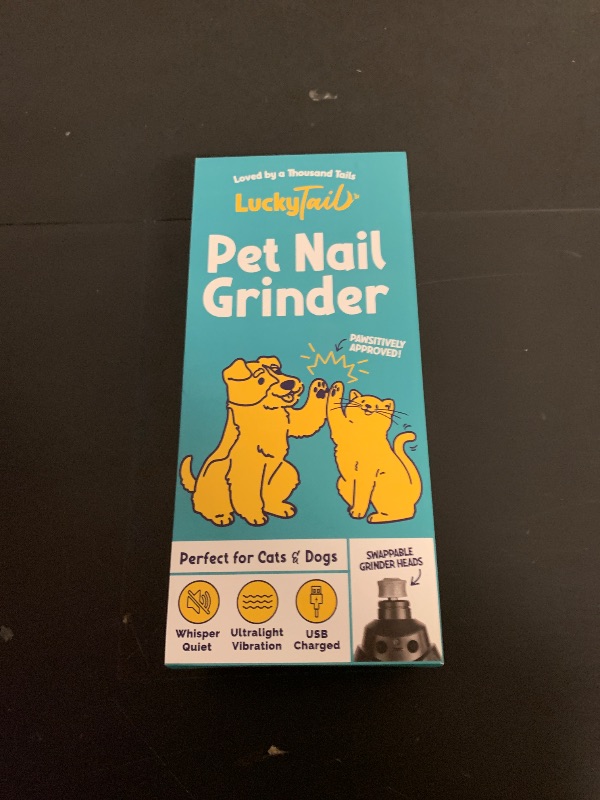 Loved by a Thousand Tails
LuckyTail
Pet Nail
Grinder
PAWSITIVELY
APPROVED!
Perfect for Cats & Dogs
SWAPPABLE
GRINDER HEADS
Whisper
Quiet
Ultralight
Vibration
USB
Charged